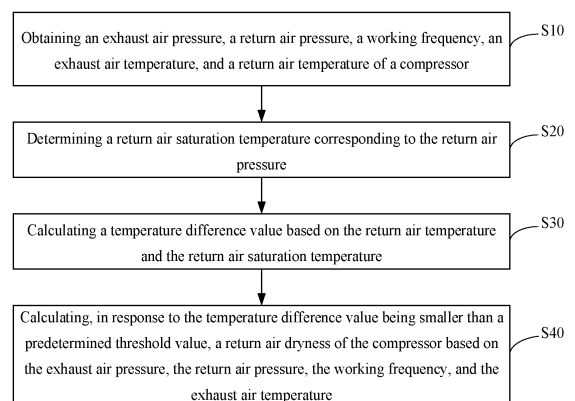 Obtaining an exhaust air pressure, a return air pressure, a working frequency, an
exhaust air temperature, and a return air temperature of a compressor
S10
Determining a return air saturation temperature corresponding to the return air
pressure
S20
Calculating a temperature difference value based on the return air temperature
and the return air saturation temperature
S30
Calculating, in response to the temperature difference value being smaller than a
predetermined threshold value, a return air dryness of the compressor based on
the exhaust air pressure, the return air pressure, the working frequency, and the
exhaust air temperature
S40